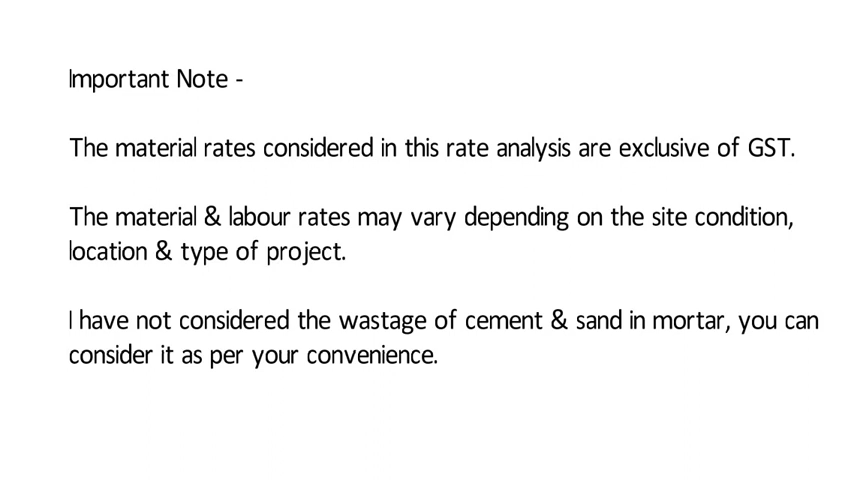 Important Note -
The material rates considered in this rate analysis are exclusive of GST.
The material & labour rates may vary depending on the site condition,
location & type of project.
I have not considered the wastage of cement & sand in mortar, you can
consider it as per your convenience.